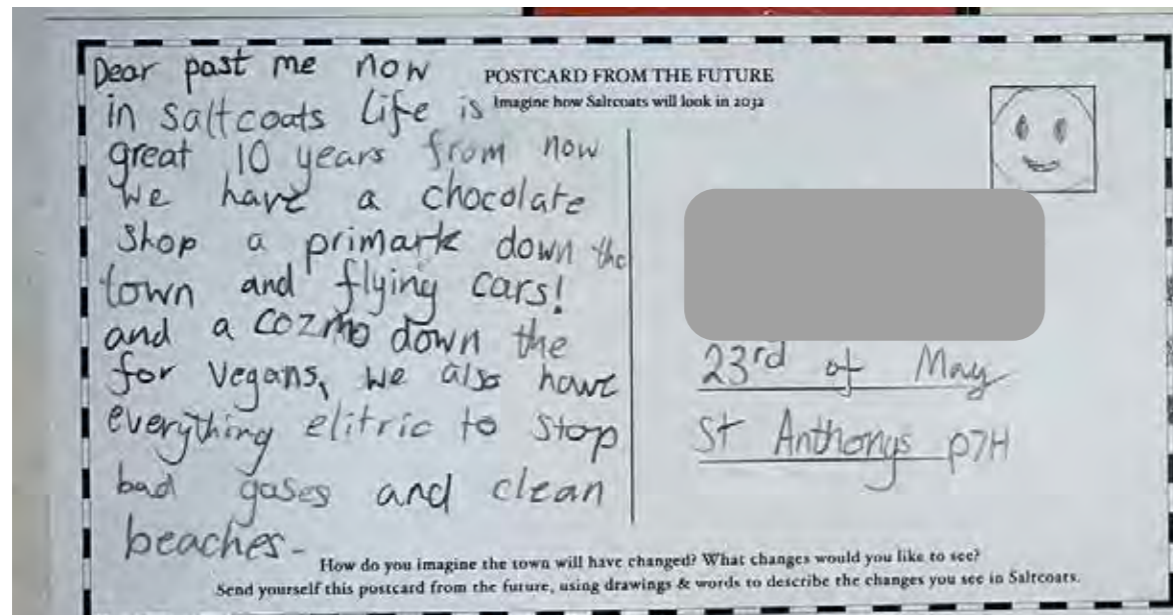 POSTCARD FROM THE FUTURE
Imagine how Saltcoats will look in 2032
Dear past me now
in Saltcoats Life is
great 10 years from now
we have a chocolate
shop a primark down the
town and flying cars!
and a cozmo down the
for vegans, we also have
everything elitric to stop
bad gases and clean
beaches-
23rd of May
St Anthonys p7H
How do you imagine the town will have changed? What changes would you like to see?
Send yourself this postcard from the future, using drawings & words to describe the changes you see in Saltcoats.